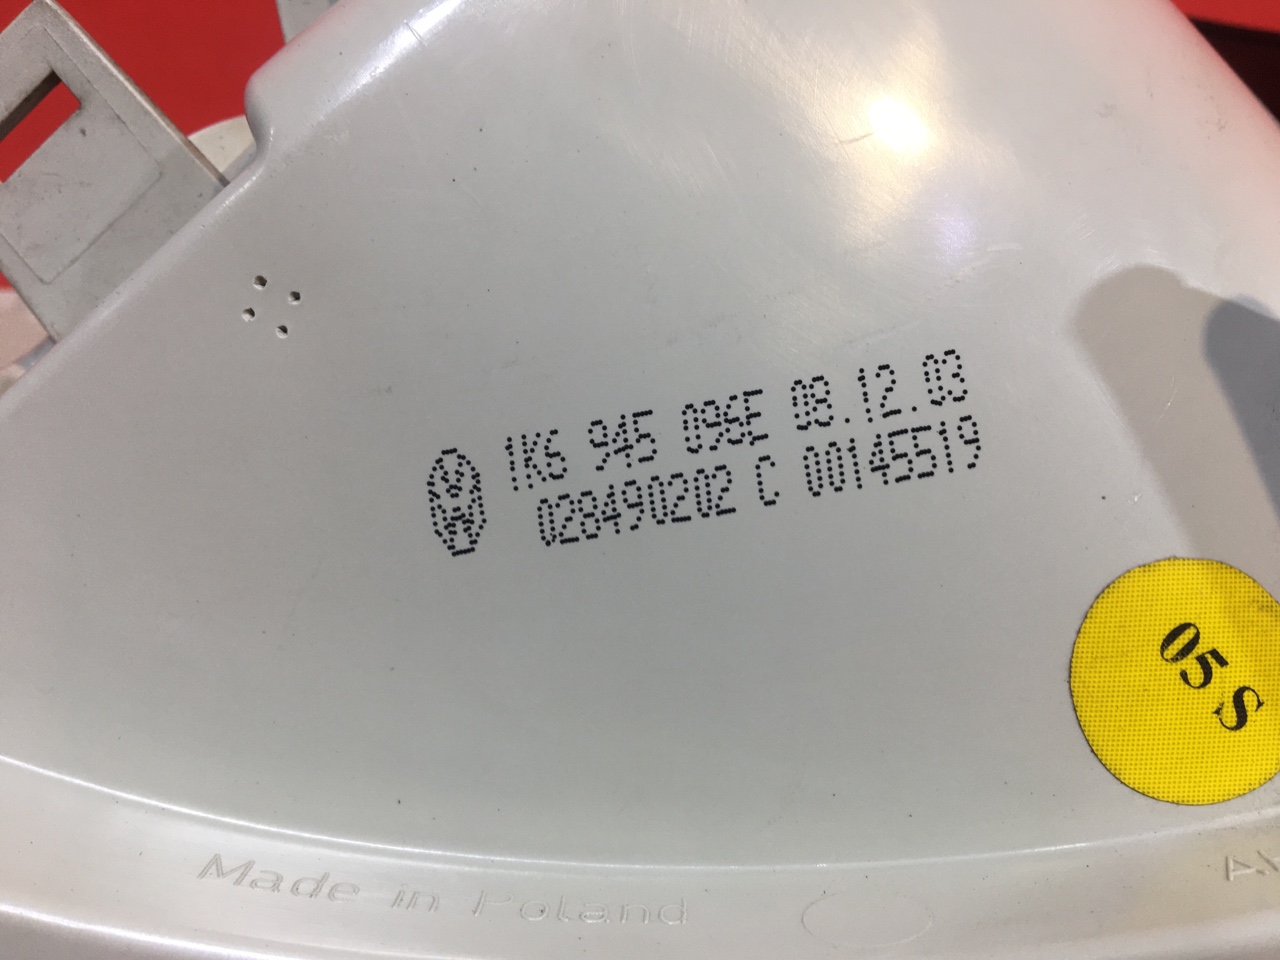 1K6 945 096E 08.12.03
028490202 C 00145519
05 S
Made in Poland